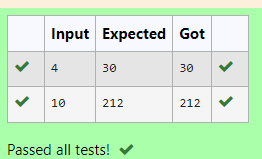 Input Expected Got
4 30 30
10 212 212
Passed all tests!